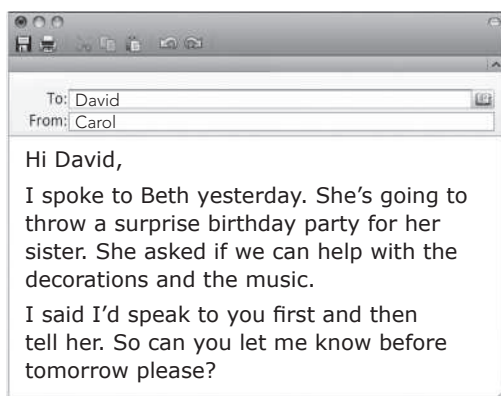 To: David
From: Carol
Hi David,
I spoke to Beth yesterday. She's going to
throw a surprise birthday party for her
sister. She asked if we can help with the
decorations and the music.
I said I'd speak to you first and then
tell her. So can you let me know before
tomorrow please?